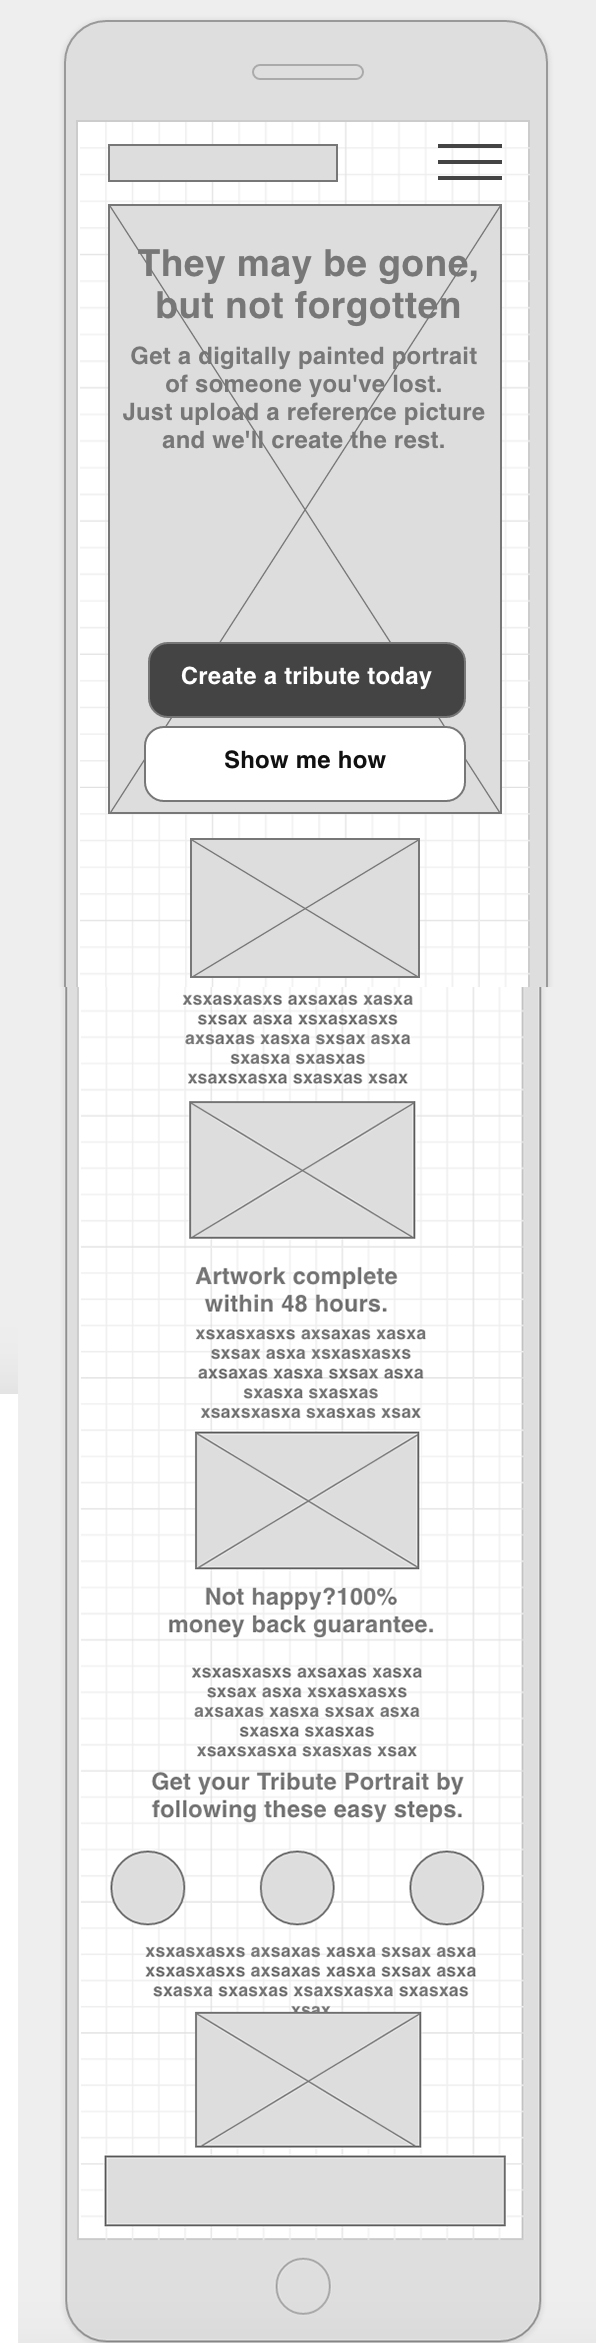 They may be gone,
but not forgotten
Get a digitally painted portrait
of someone you've lost.
Just upload a reference picture
and we'll create the rest.
Create a tribute today
Show me how
xsxasxasxs axsaxas xasxa
sxsax asxa xsxasxasxs
axsaxas xasxa sxsax asxa
sxasxa sxasxas
xsaxsxasxa sxasxas xsax
Artwork complete
within 48 hours.
xsxasxasxs axsaxas xasxa
sxsax asxa xsxasxasxs
axsaxas xasxa sxsax asxa
sxasxa sxasxas
xsaxsxasxa sxasxas xsax
Not happy?100%
money back guarantee.
xsxasxasxs axsaxas xasxa
sxsax asxa xsxasxasxs
axsaxas xasxa sxsax asxa
sxasxa sxasxas
xsaxsxasxa sxasxas xsax
Get your Tribute Portrait by
following these easy steps.
xsxasxasxs axsaxas xasxa sxsax asxa
xsxasxasxs axsaxas xasxa sxsax asxa
sxasxa sxasxas xsaxsxasxa sxasxas
xsax